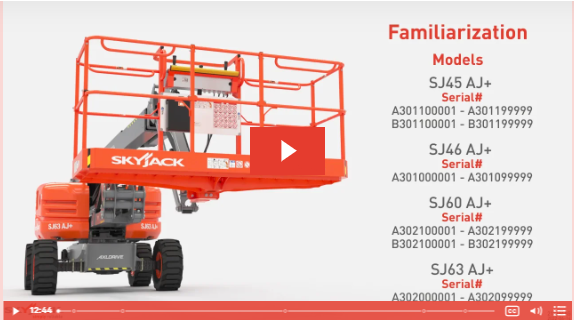 Familiarization
Models
SJ45 AJ+
Serial#
A301100001 - A301199999
B301100001 - B301199999
SJ46 AJ+
Serial#
A301000001 - A301099999
SJ60 AJ+
Serial#
A302100001 - A302199999
B302100001 - B302199999
SJ63 AJ+
Serial#
A302000001 - A302099999
SKYJACK
SJ63 AJ+
AXLDRIVE
12:44
CC